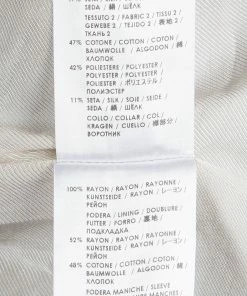 SEDA / 絹 / ШЁЛК
TESSUTO 2 / FABRIC 2 /
GEWEBE 2 / TEJIDO 2 / 表地 2 /
ТКАНЬ 2
47% COTONE / COTTON / COTON /
BAUMWOLLE / ALGODON / 綿 /
ХЛОПОК
42% POLIESTERE / POLYESTER /
POLYESTER / ポリエステル /
ПОЛИЭСТЕР
11% SETA / SILK / SOIE / SEIDE /
SEDA / 絹 / ШЁЛК
COLLO / COLLAR / COL /
KRAGEN / CUELLO / 襟部分 /
ВОРОТНИК
100% RAYON / RAYON / RAYONNE /
KUNSTSEIDE / RAYON / レーヨン /
РЕЙОН
FODERA / LINING / DOUBLURE /
FUTTER / FORRO / 裏地 /
ПОДКЛАДКА
52% RAYON / RAYON / RAYONNE /
KUNSTSEIDE / RAYON / レーヨン /
РЕЙОН
48% COTONE / COTTON / COTON /
BAUMWOLLE / ALGODON / 綿 /
ХЛОПОК
FODERA MANICHE / SLEEVE